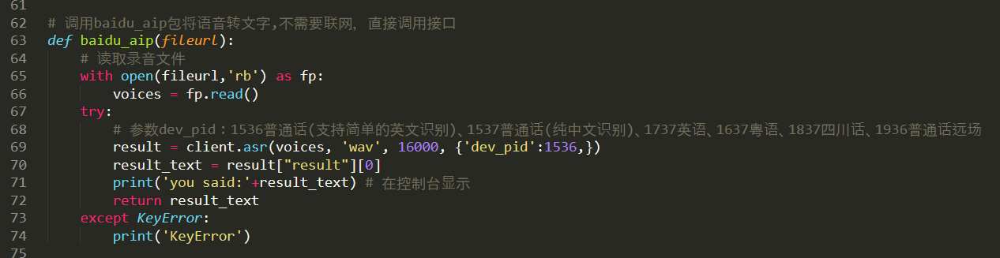 61
62 # 调用baidu_aip包将语音转文字,不需要联网, 直接调用接口
63 def baidu_aip(fileurl):
64     # 读取录音文件
65     with open(fileurl,'rb') as fp:
66         voices = fp.read()
67     try:
68         # 参数dev_pid：1536普通话(支持简单的英文识别)、1537普通话(纯中文识别)、1737英语、1637粤语、1837四川话、1936普通话远场
69         result = client.asr(voices, 'wav', 16000, {'dev_pid':1536,})
70         result_text = result["result"][0]
71         print('you said:'+result_text) # 在控制台显示
72         return result_text
73     except KeyError:
74         print('KeyError')
75